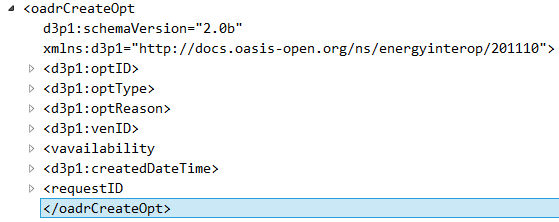 <oadrCreateOpt
d3p1:schemaVersion="2.0b"
xmlns:d3p1="http://docs.oasis-open.org/ns/energyinterop/201110">
<d3p1:optID>
<d3p1:optType>
<d3p1:optReason>
<d3p1:venID>
<vavailability
<d3p1:createdDateTime>
<requestID
</oadrCreateOpt>